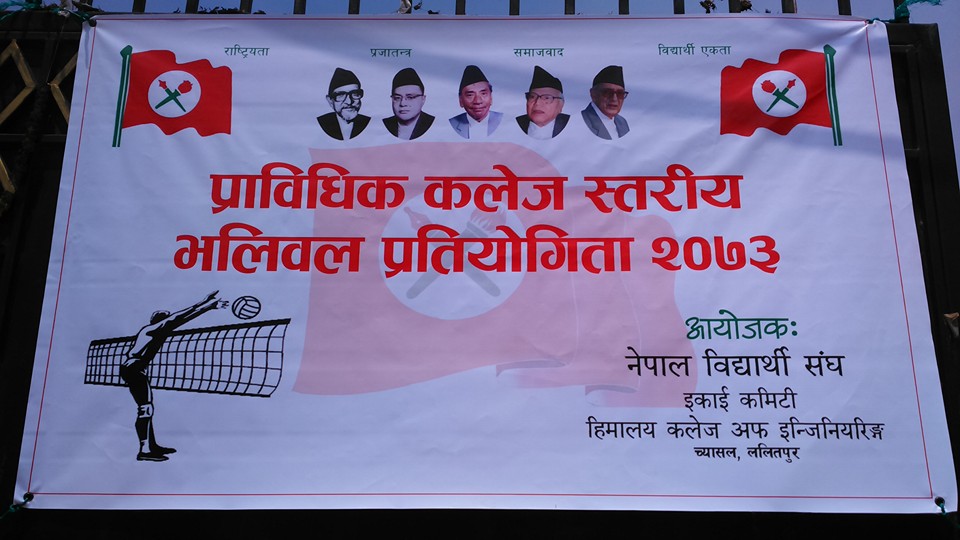 राष्ट्रियता प्रजातन्त्र समाजवाद विद्यार्थी एकता
प्राविधिक कलेज स्तरीय
भलिवल प्रतियोगिता २०७३
आयोजकः
नेपाल विद्यार्थी संघ
इकाई कमिटी
हिमालय कलेज अफ इन्जिनियरिङ्ग
च्यासल, ललितपुर